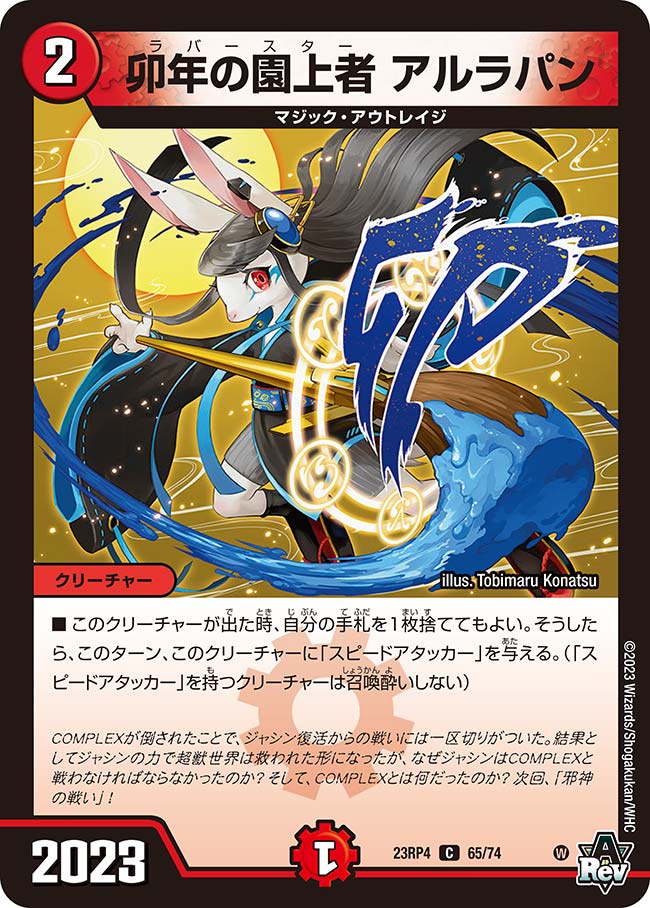 2
ラバースター
卯年の園上者 アルラパン
マジック・アウトレイジ
卯
クリーチャー
illus. Tobimaru Konatsu
■ このクリーチャーが出た時、自分の手札を1枚捨ててもよい。そうした
ら、このターン、このクリーチャーに「スピードアタッカー」を与える。(「ス
ピードアタッカー」を持つクリーチャーは召喚酔いしない)
COMPLEXが倒されたことで、ジャシン復活からの戦いには一区切りがついた。結果と
してジャシンの力で超獣世界は救われた形になったが、なぜジャシンはCOMPLEXと
戦わなければならなかったのか?そして、COMPLEXとは何だったのか?次回、「邪神
の戦い」!
©2023 Wizards/Shogakukan/WHC
2023
1
23RP4 C 65/74
W
A
Rev